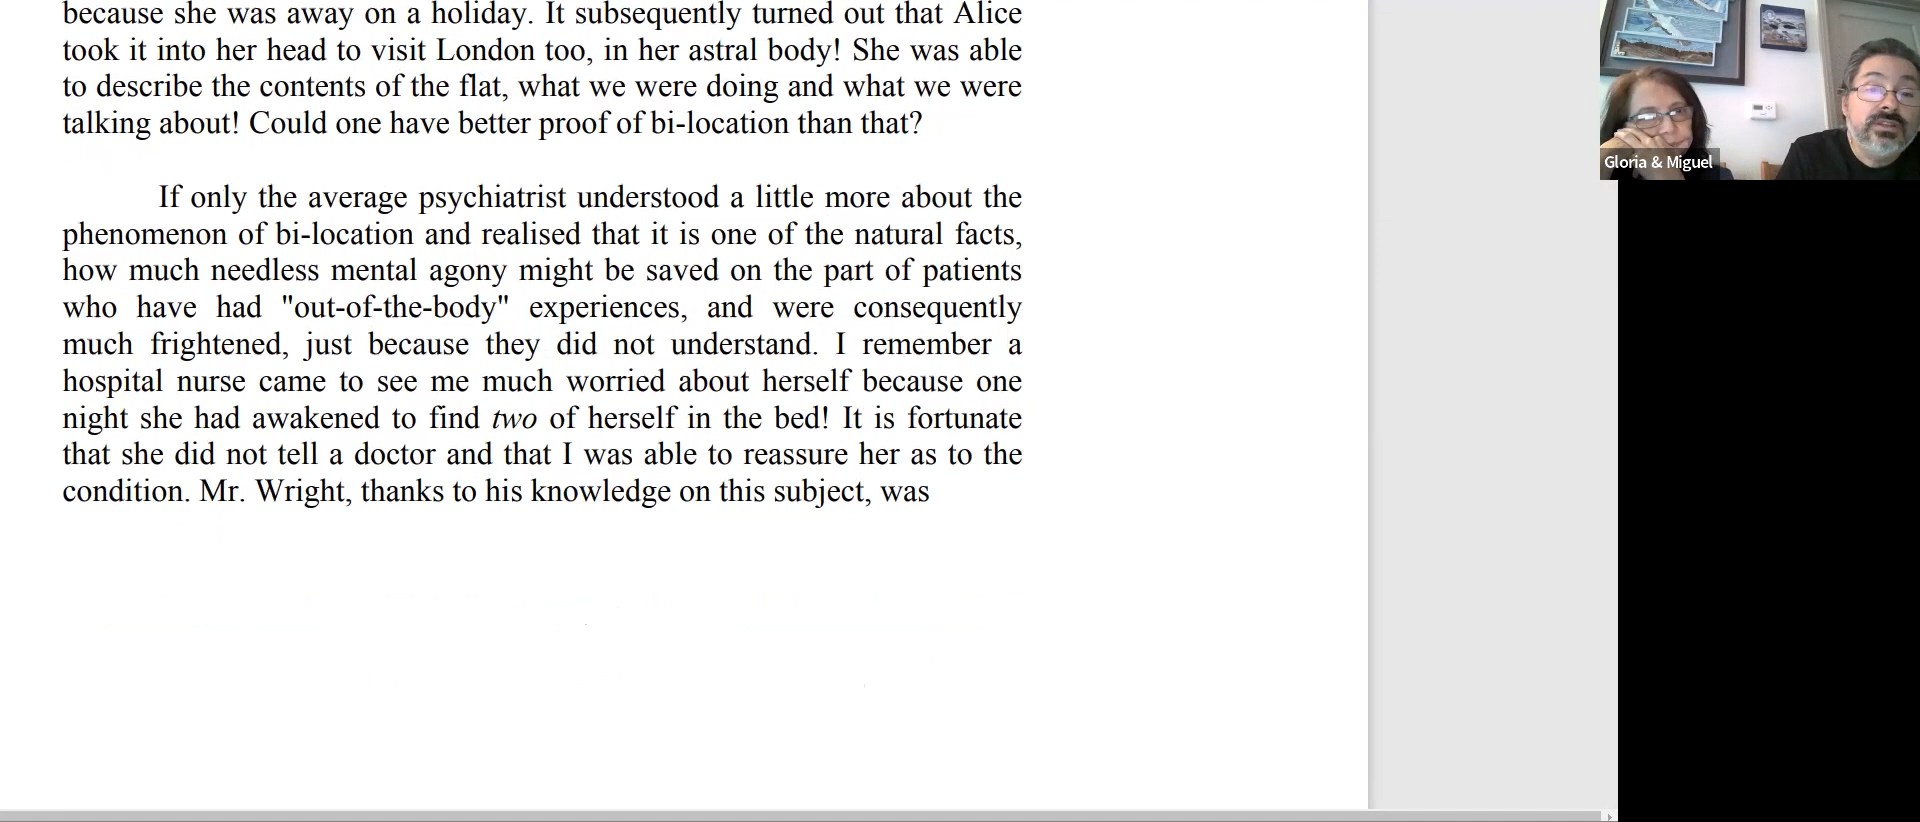 because she was away on a holiday. It subsequently turned out that Alice
took it into her head to visit London too, in her astral body! She was able
to describe the contents of the flat, what we were doing and what we were
talking about! Could one have better proof of bi-location than that?
If only the average psychiatrist understood a little more about the
phenomenon of bi-location and realised that it is one of the natural facts,
how much needless mental agony might be saved on the part of patients
who have had "out-of-the-body" experiences, and were consequently
much frightened, just because they did not understand. I remember a
hospital nurse came to see me much worried about herself because one
night she had awakened to find two of herself in the bed! It is fortunate
that she did not tell a doctor and that I was able to reassure her as to the
condition. Mr. Wright, thanks to his knowledge on this subject, was
Gloria & Miguel